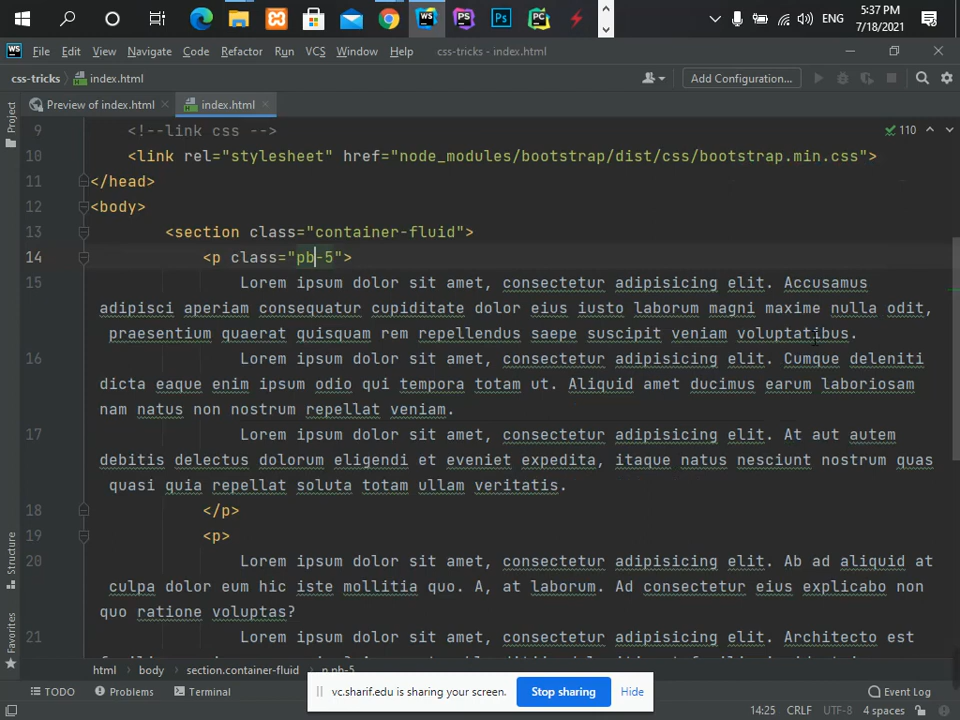 ENG
5:37 PM
7/18/2021
WS
PS
Ps
PC
WS File Edit View Navigate Code Refactor Run VCS Window Help css-tricks - index.html
css-tricks index.html Add Configuration...
Preview of index.html index.html
Project
Structure
Favorites
110
9 <!--link css -->
10 <link rel="stylesheet" href="node_modules/bootstrap/dist/css/bootstrap.min.css">
11 </head>
12 <body>
13 <section class="container-fluid">
14 <p class="pb-5">
15 Lorem ipsum dolor sit amet, consectetur adipisicing elit. Accusamus
adipisci aperiam consequatur cupiditate dolor eius iusto laborum magni maxime nulla odit,
praesentium quaerat quisquam rem repellendus saepe suscipit veniam voluptatibus.
16 Lorem ipsum dolor sit amet, consectetur adipisicing elit. Cumque deleniti
dicta eaque enim ipsum odio qui tempora totam ut. Aliquid amet ducimus earum laboriosam
nam natus non nostrum repellat veniam.
17 Lorem ipsum dolor sit amet, consectetur adipisicing elit. At aut autem
debitis delectus dolorum eligendi et eveniet expedita, itaque natus nesciunt nostrum quas
quasi quia repellat soluta totam ullam veritatis.
18 </p>
19 <p>
20 Lorem ipsum dolor sit amet, consectetur adipisicing elit. Ab ad aliquid at
culpa dolor eum hic iste mollitia quo. A, at laborum. Ad consectetur eius explicabo non
quo ratione voluptas?
21 Lorem ipsum dolor sit amet, consectetur adipisicing elit. Architecto est
html body section.container-fluid p.pb-5
TODO Problems Terminal Event Log
vc.sharif.edu is sharing your screen. Stop sharing Hide
14:25 CRLF UTF-8 4 spaces